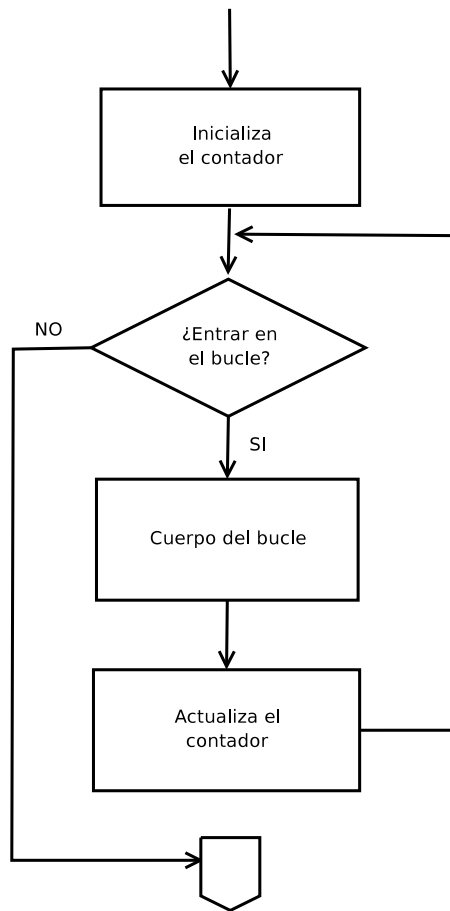 Inicializa
el contador
¿Entrar en
el bucle?
NO
SI
Cuerpo del bucle
Actualiza el
contador